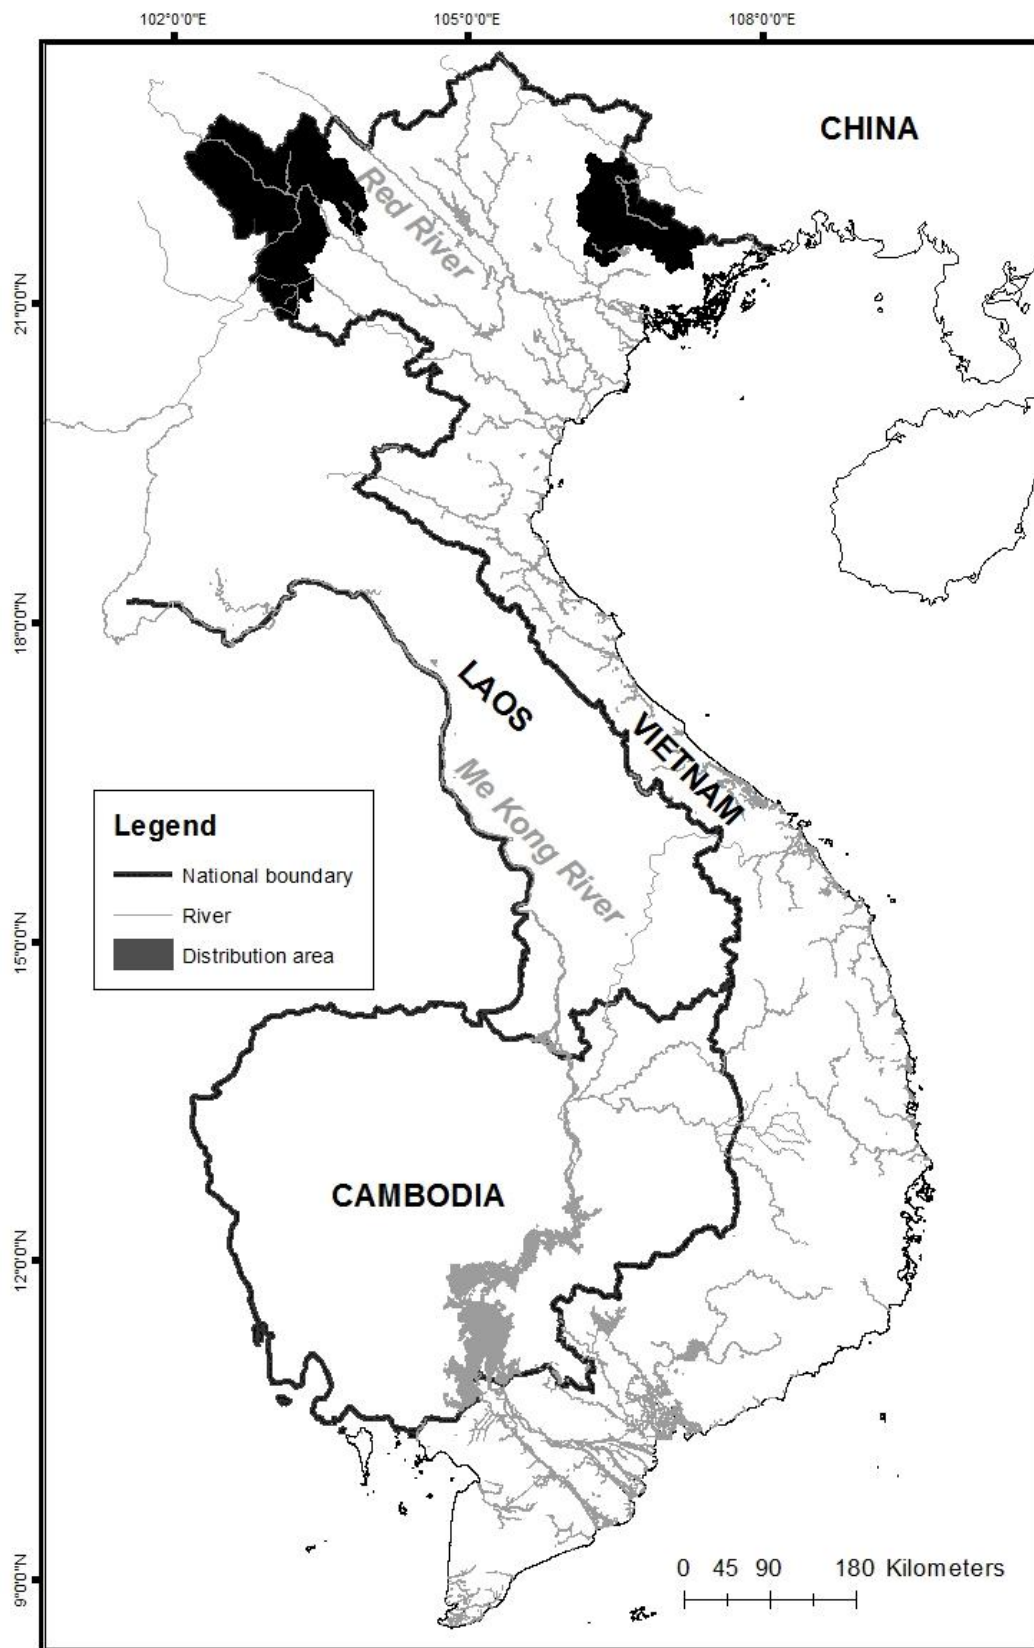 102°0'0"E
105°0'0"E
108°0'0"E
CHINA
Red River
21°0'0"N
18°0'0"N
LAOS
VIETNAM
Me Kong River
Legend
National boundary
River
Distribution area
15°0'0"N
CAMBODIA
12°0'0"N
0 45 90 180 Kilometers
9°0'0"N